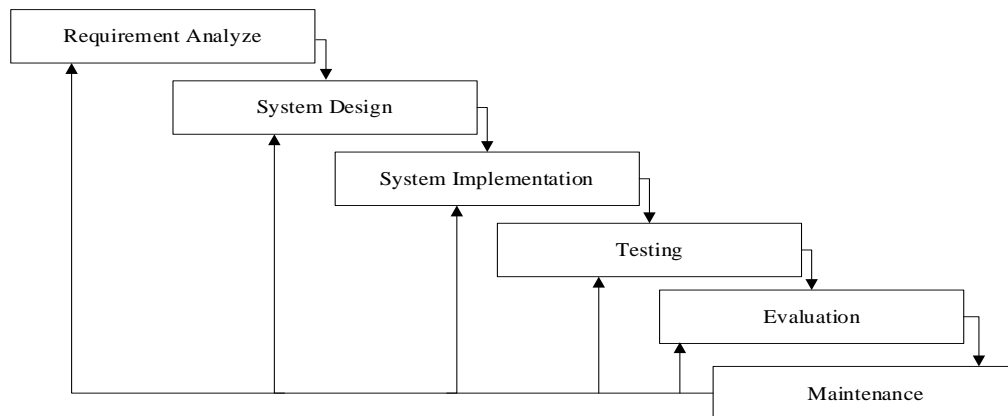 Requirement Analyze
System Design
System Implementation
Testing
Evaluation
Maintenance